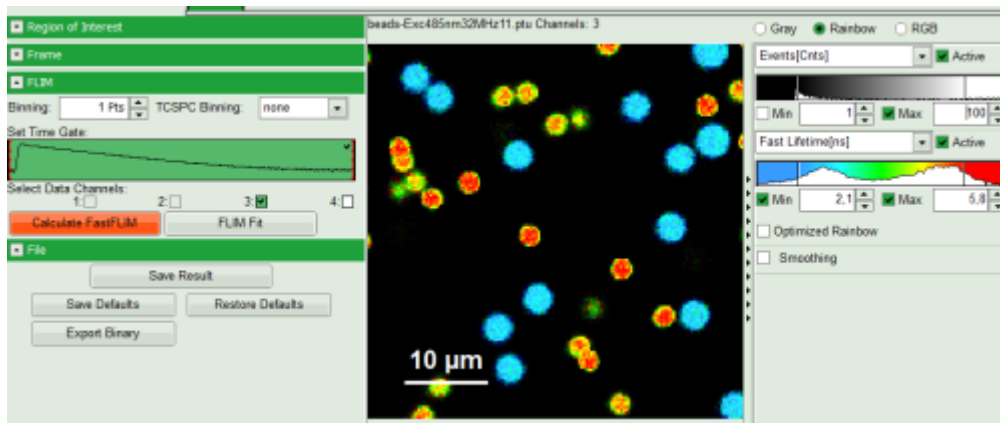 Region of Interest
Frame
FLIM
Binning: 1 Pts TCSPC Binning: none
Set Time Gate:
Select Data Channels:
1: 2: 3: 4:
Calculate FastFLIM FLIM Fit
File
Save Result
Save Defaults Restore Defaults
Export Binary
beads-Exc485nm32MHz11.ptu Channels: 3
10 µm
Gray Rainbow RGB
Events[Cnts] Active
Min 1 Max 100
Fast Lifetime[ns] Active
Min 2,1 Max 5,8
Optimized Rainbow
Smoothing